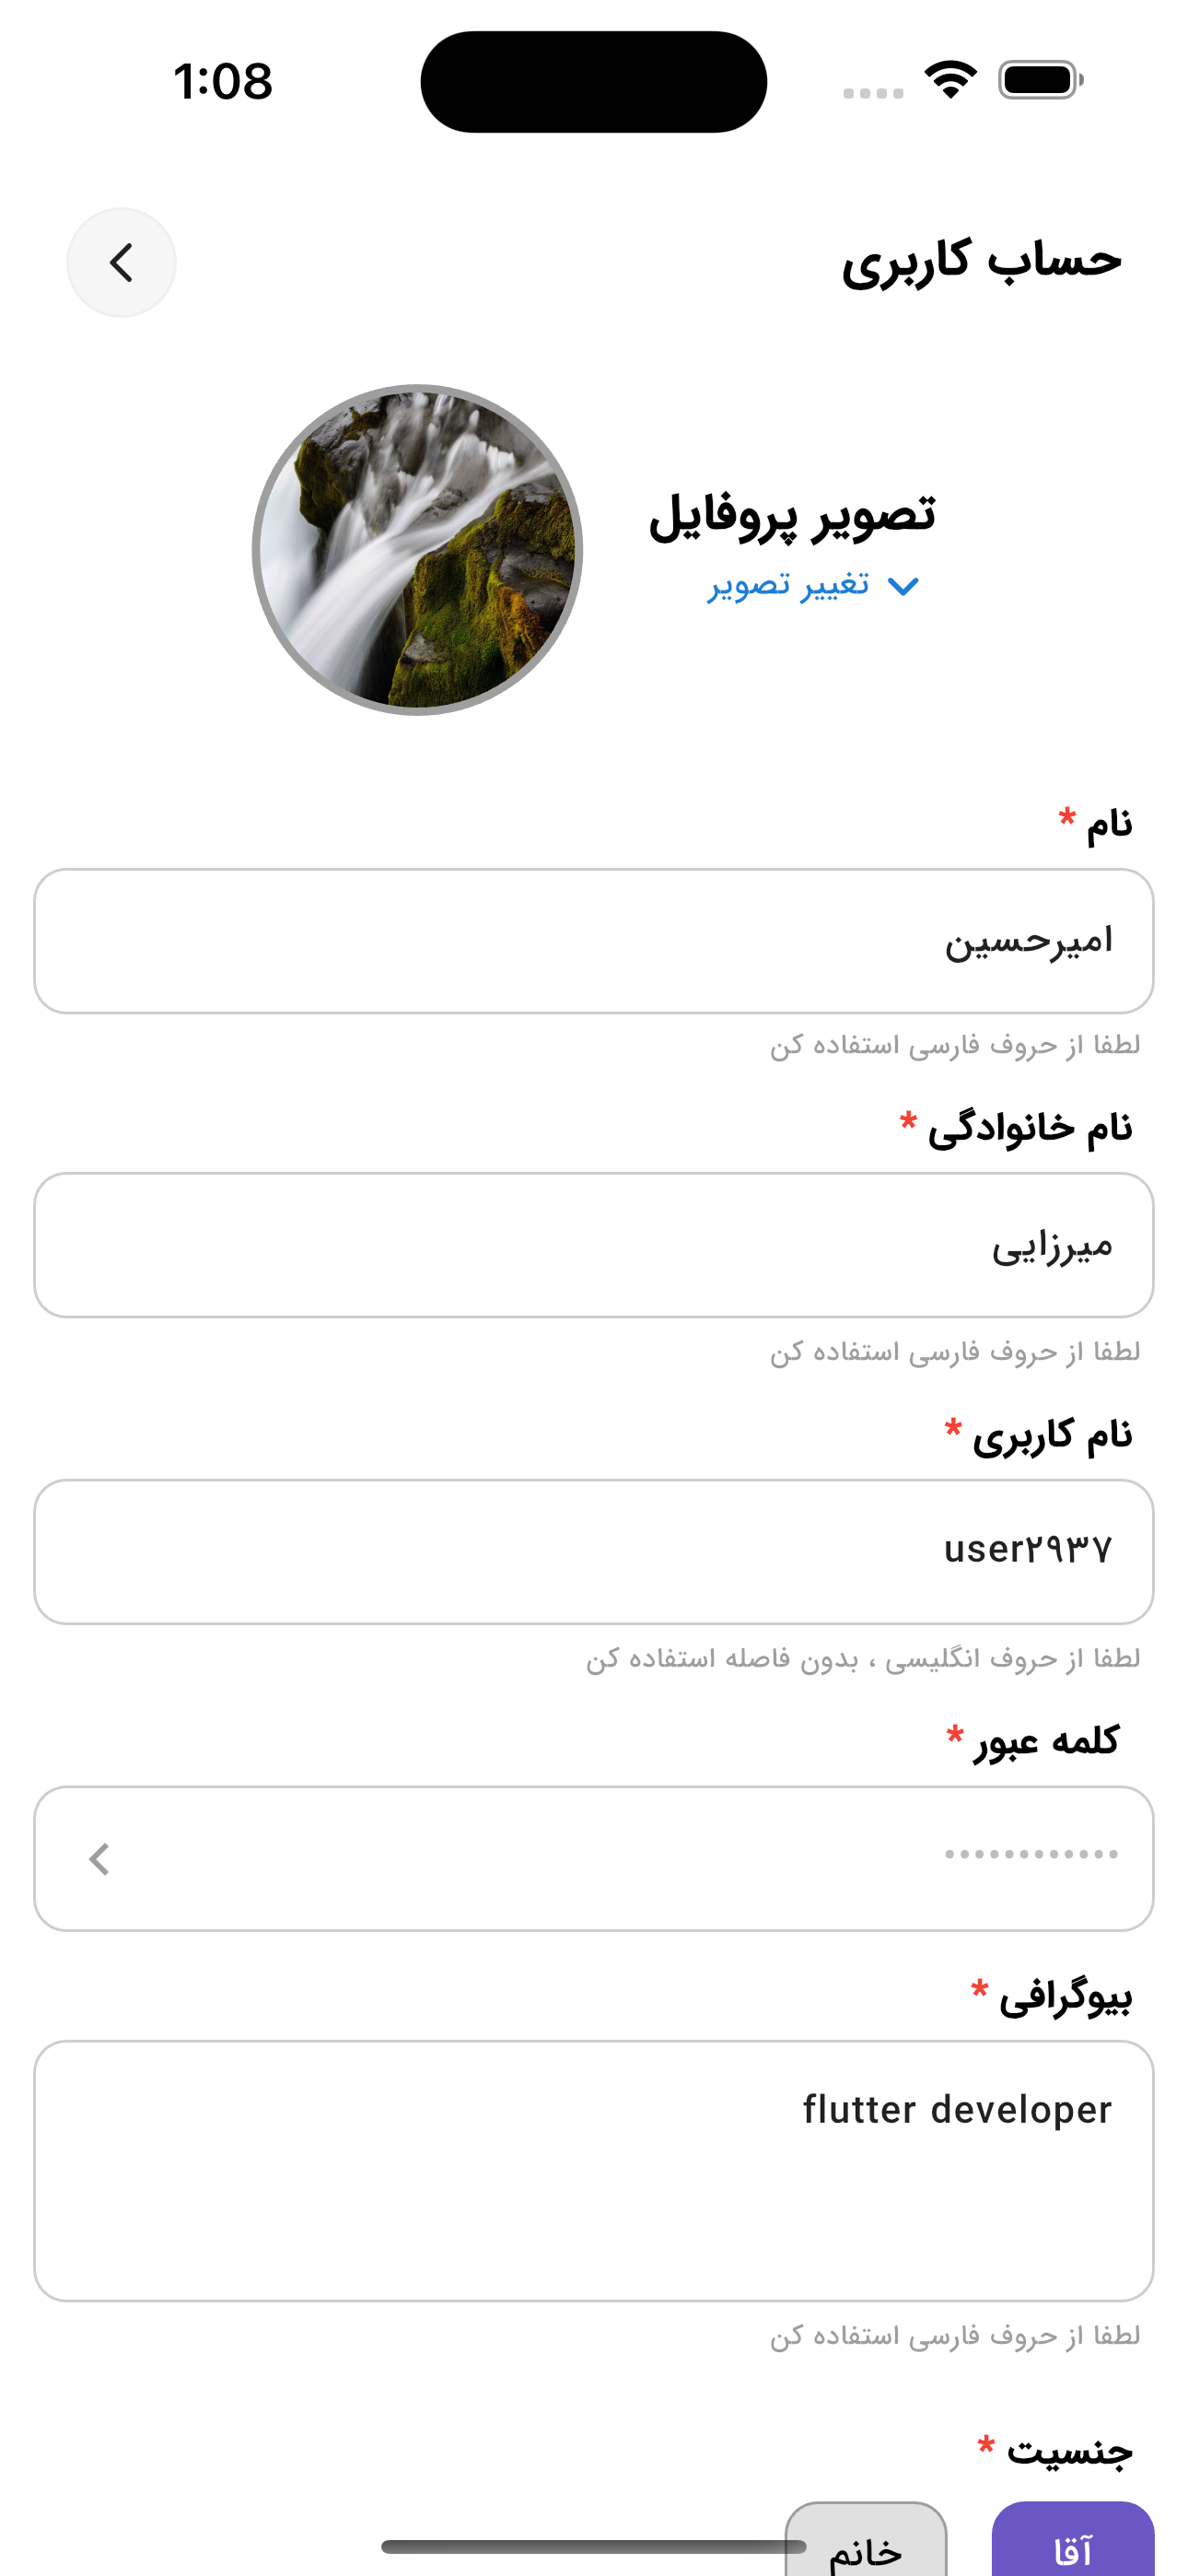 1:08
حساب کاربری
تصویر پروفایل
تغییر تصویر
نام *
امیرحسین
لطفا از حروف فارسی استفاده کن
نام خانوادگی *
میرزایی
لطفا از حروف فارسی استفاده کن
نام کاربری *
user۲۹۳۷
لطفا از حروف انگلیسی ، بدون فاصله استفاده کن
کلمه عبور *
••••••••••••
بیوگرافی *
flutter developer
لطفا از حروف فارسی استفاده کن
جنسیت *
آقا
خانم